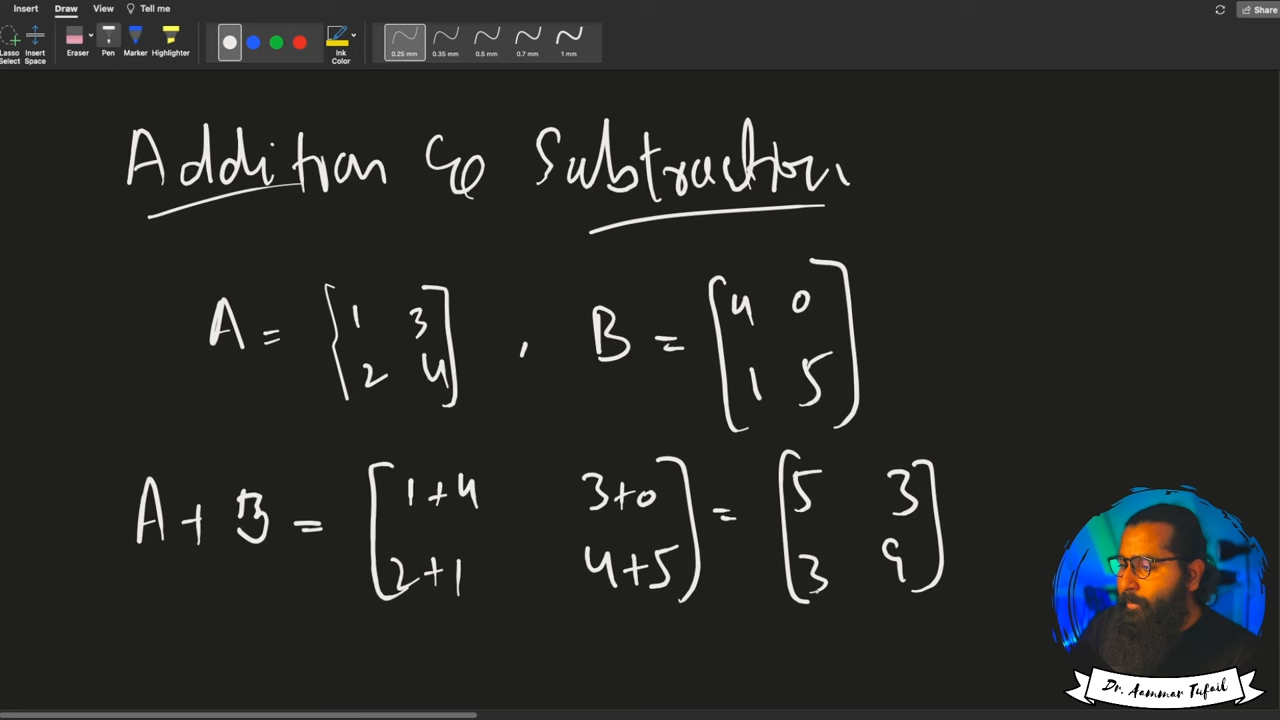 Insert Draw View Tell me Share
Lasso Select Insert Space Eraser Pen Marker Highlighter Ink Color 0.25 mm 0.35 mm 0.5 mm 0.7 mm 1 mm
Addition & Subtraction
A = [1 3 , B = [4 0
2 4] 1 5]
A + B = [1+4 3+0 = [5 3
2+1 4+5] 3 9]
Dr. Aammar Tufail